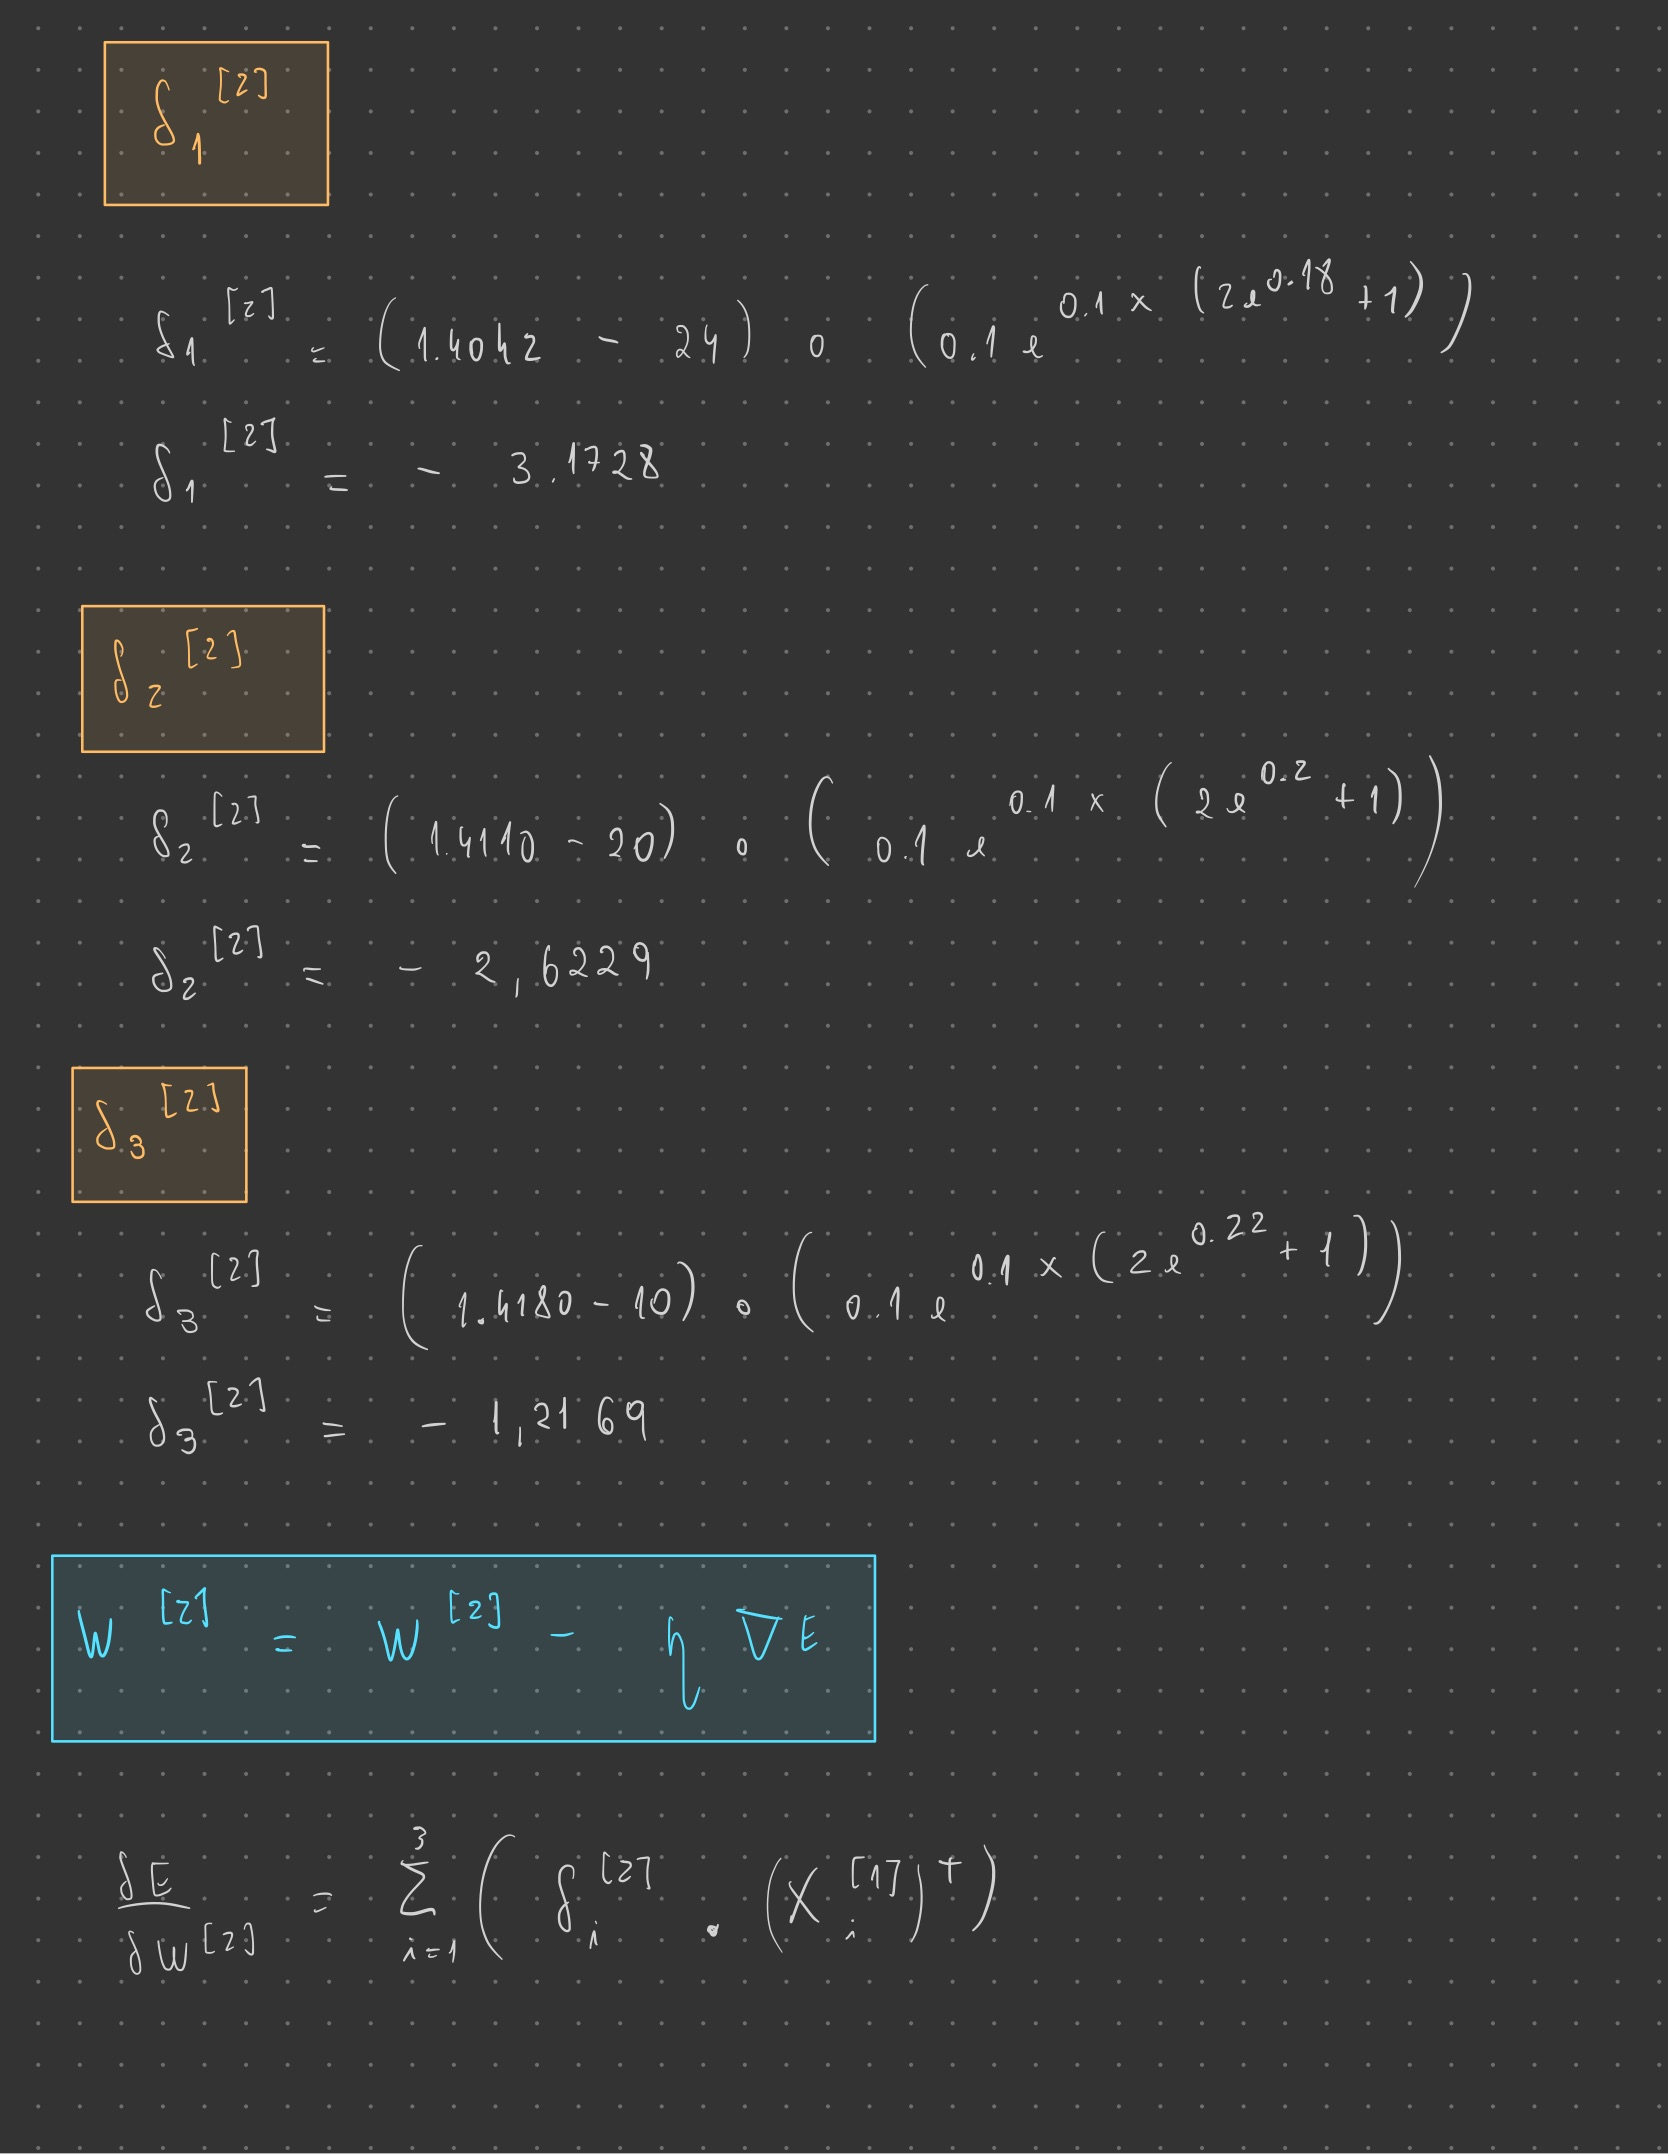 δ₁^[2]
δ₁^[2] = (1.4042 - 24) ∘ (0.1 e^(0.1 × (2e^0.18 + 1)))
δ₁^[2] = - 3.1728
δ₂^[2]
δ₂^[2] = (1.4110 - 20) ∘ (0.1 e^(0.1 × (2e^0.2 + 1)))
δ₂^[2] = - 2,6229
δ₃^[2]
δ₃^[2] = (1.4180 - 10) ∘ (0.1 e^(0.1 × (2e^0.22 + 1)))
δ₃^[2] = - 1,2169
W^[2] = W^[2] - η ∇E
δE/δW^[2] = ∑_{i=1}^{3} (δᵢ^[2] . (Xᵢ^[1])^T)